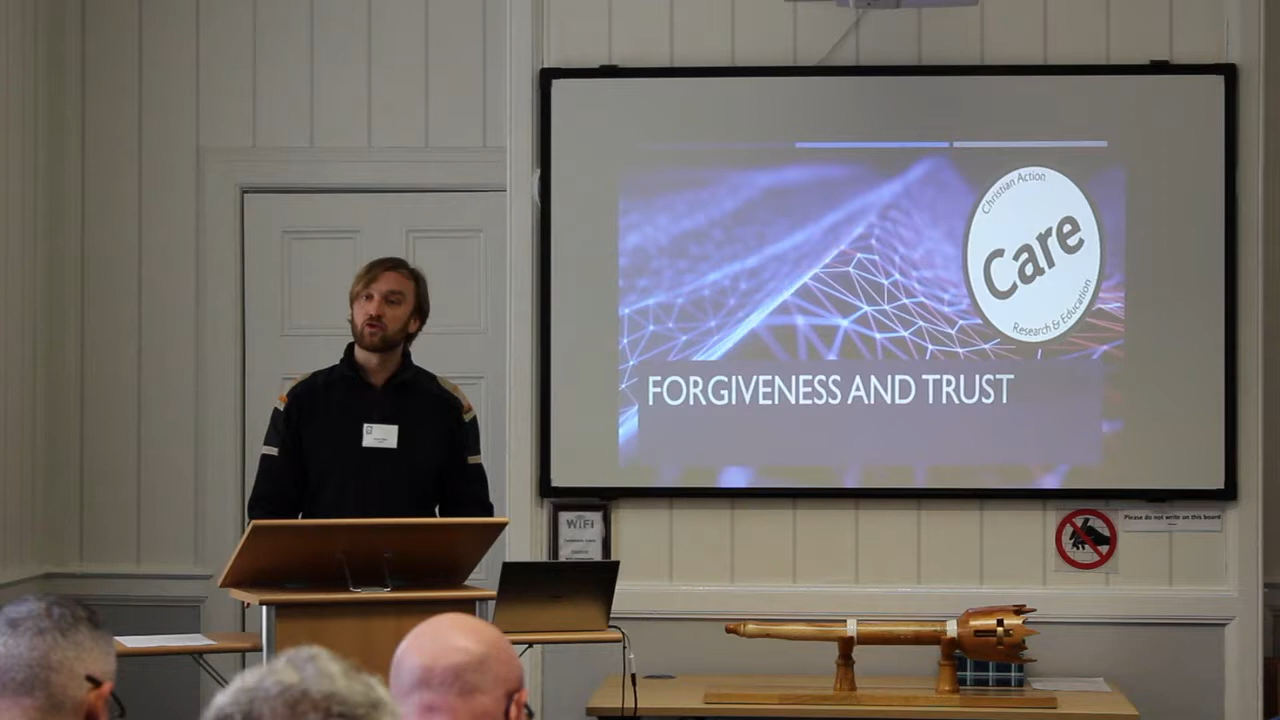 Christian Action
Care
Research & Education
FORGIVENESS AND TRUST
WiFi
Please do not write on this board